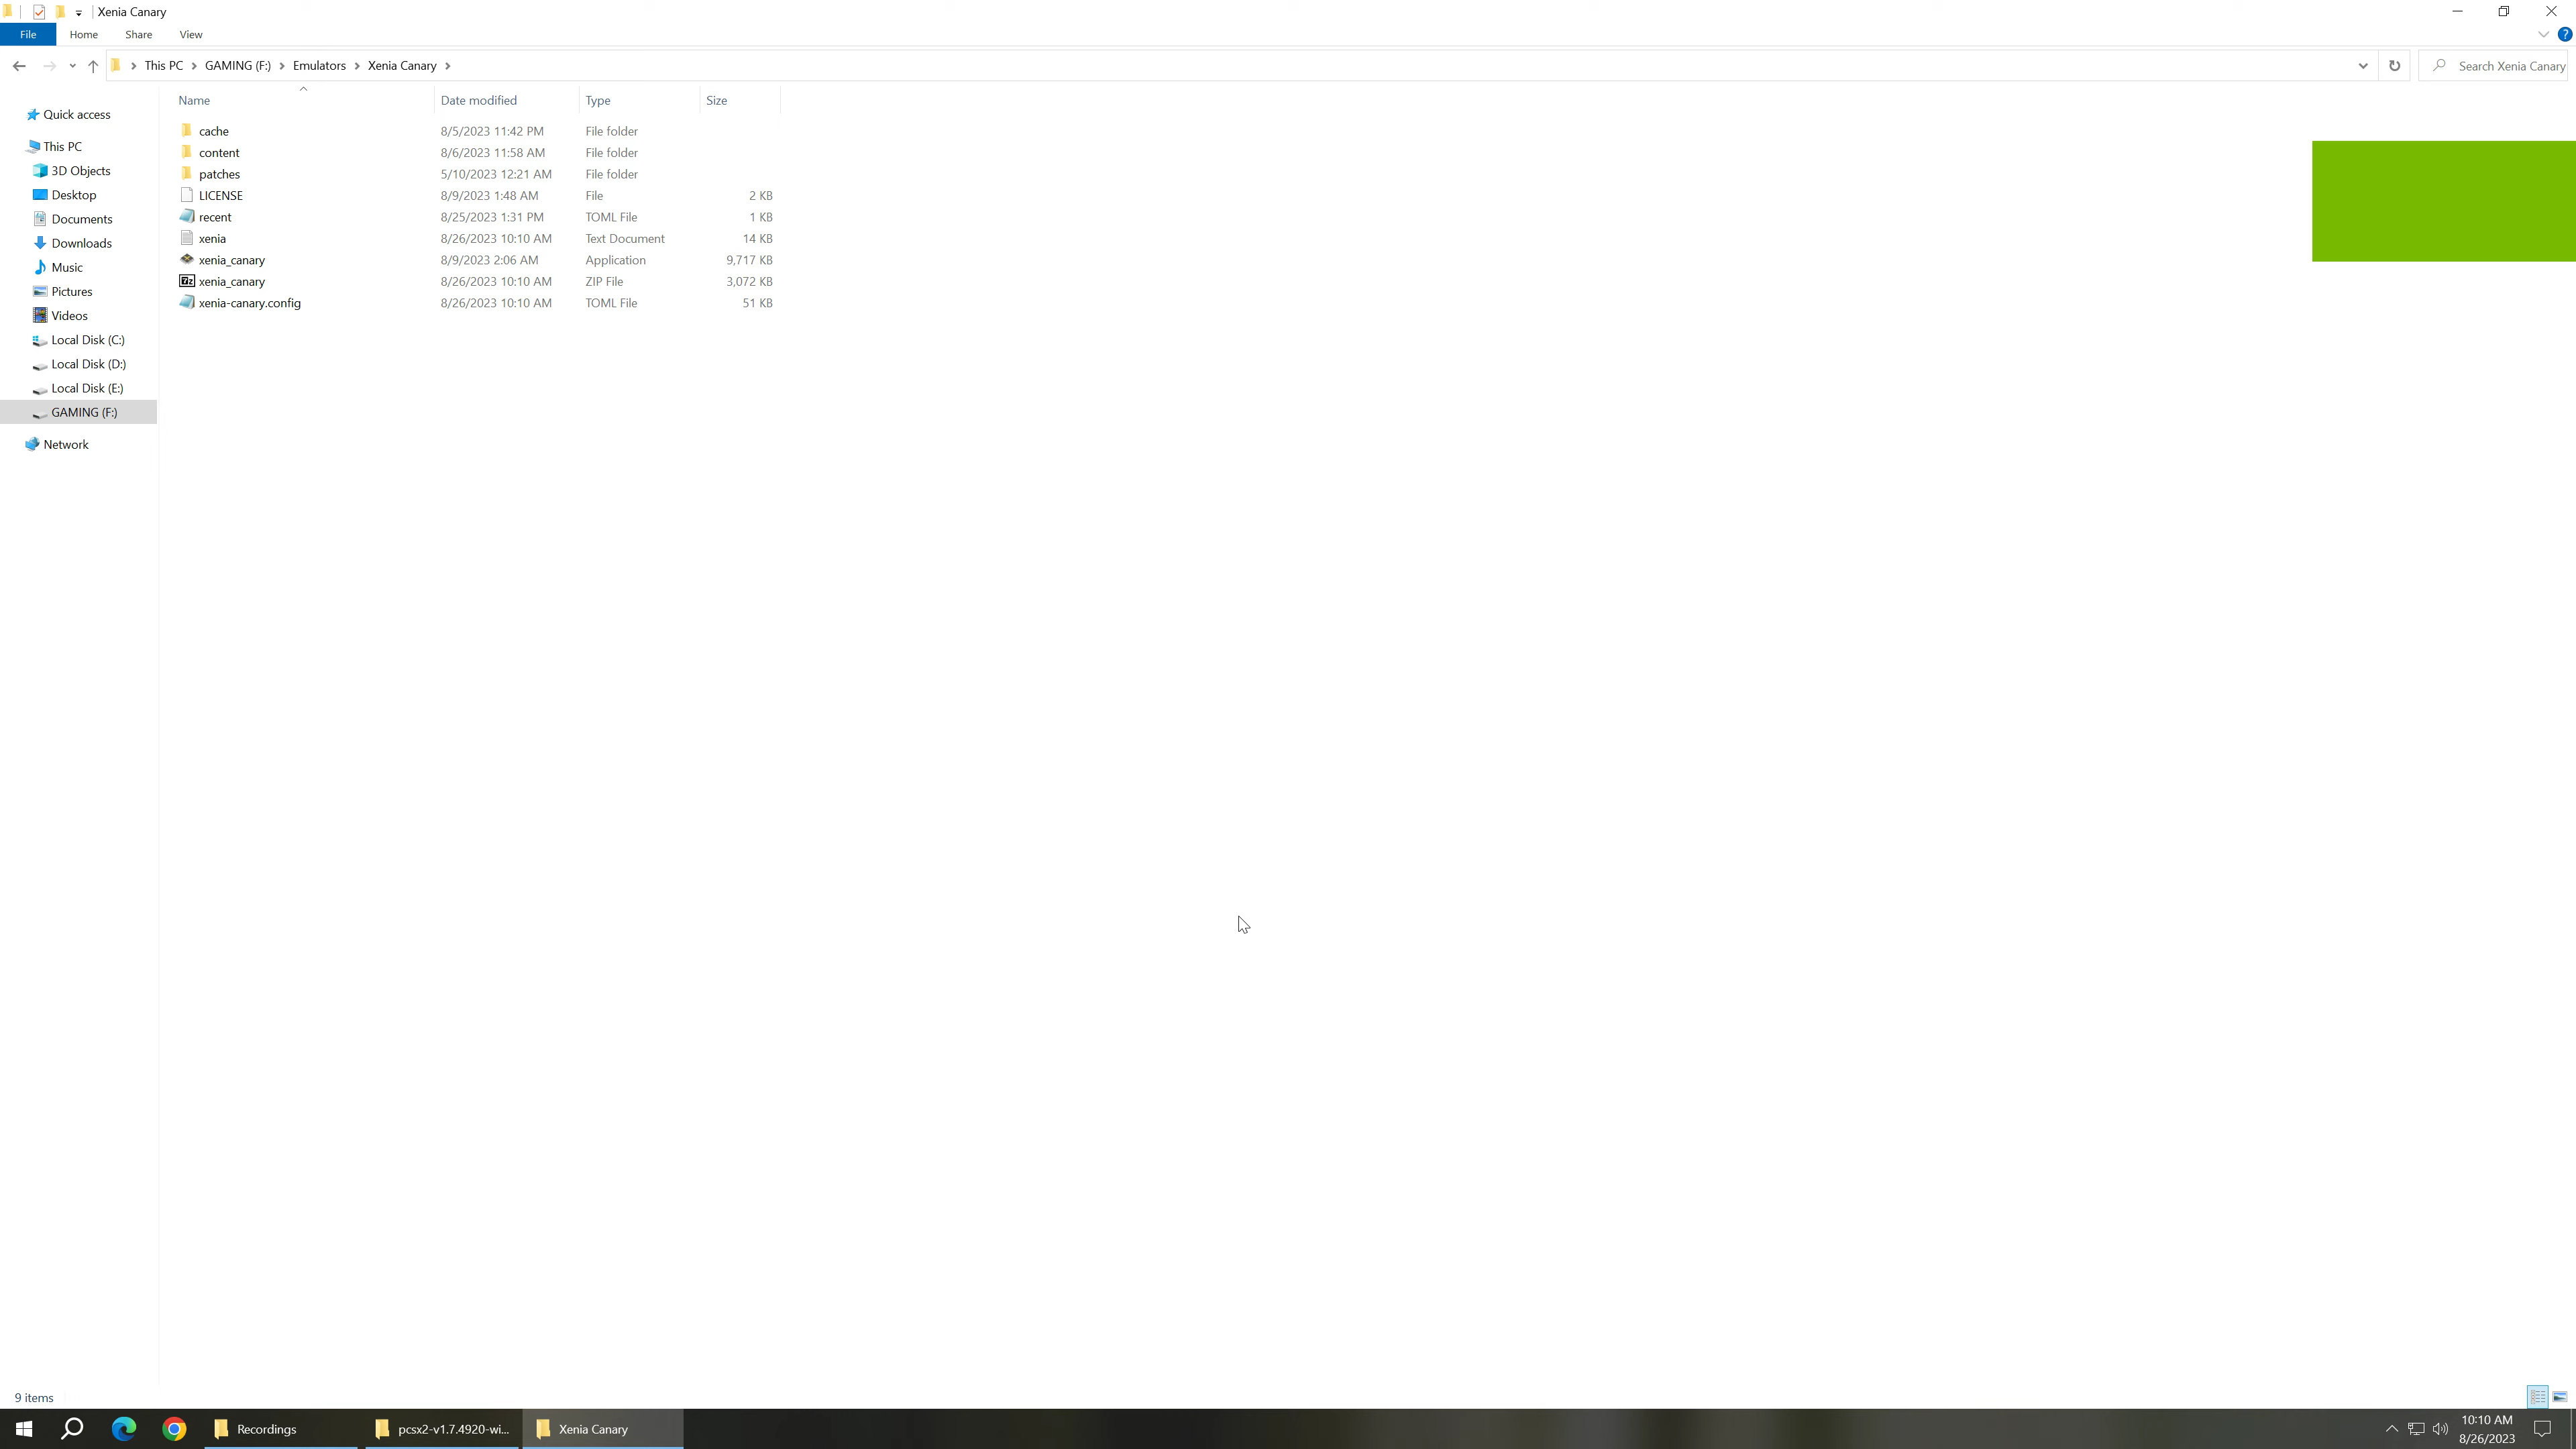 Xenia Canary
File Home Share View
This PC GAMING (F:) Emulators Xenia Canary
Search Xenia Canary
Name Date modified Type Size
Quick access
This PC
3D Objects
Desktop
Documents
Downloads
Music
Pictures
Videos
Local Disk (C:)
Local Disk (D:)
Local Disk (E:)
GAMING (F:)
Network
cache 8/5/2023 11:42 PM File folder
content 8/6/2023 11:58 AM File folder
patches 5/10/2023 12:21 AM File folder
LICENSE 8/9/2023 1:48 AM File 2 KB
recent 8/25/2023 1:31 PM TOML File 1 KB
xenia 8/26/2023 10:10 AM Text Document 14 KB
xenia_canary 8/9/2023 2:06 AM Application 9,717 KB
xenia_canary 8/26/2023 10:10 AM ZIP File 3,072 KB
xenia-canary.config 8/26/2023 10:10 AM TOML File 51 KB
9 items
Recordings pcsx2-v1.7.4920-wi... Xenia Canary
10:10 AM
8/26/2023